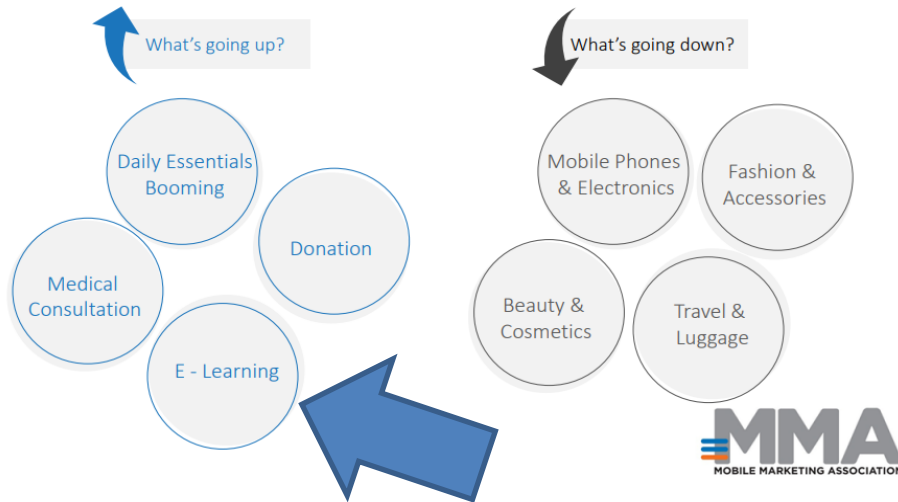 What's going up?
What's going down?
Daily Essentials
Booming
Donation
Medical
Consultation
E - Learning
Mobile Phones
& Electronics
Fashion &
Accessories
Beauty &
Cosmetics
Travel &
Luggage
MMA
MOBILE MARKETING ASSOCIATION